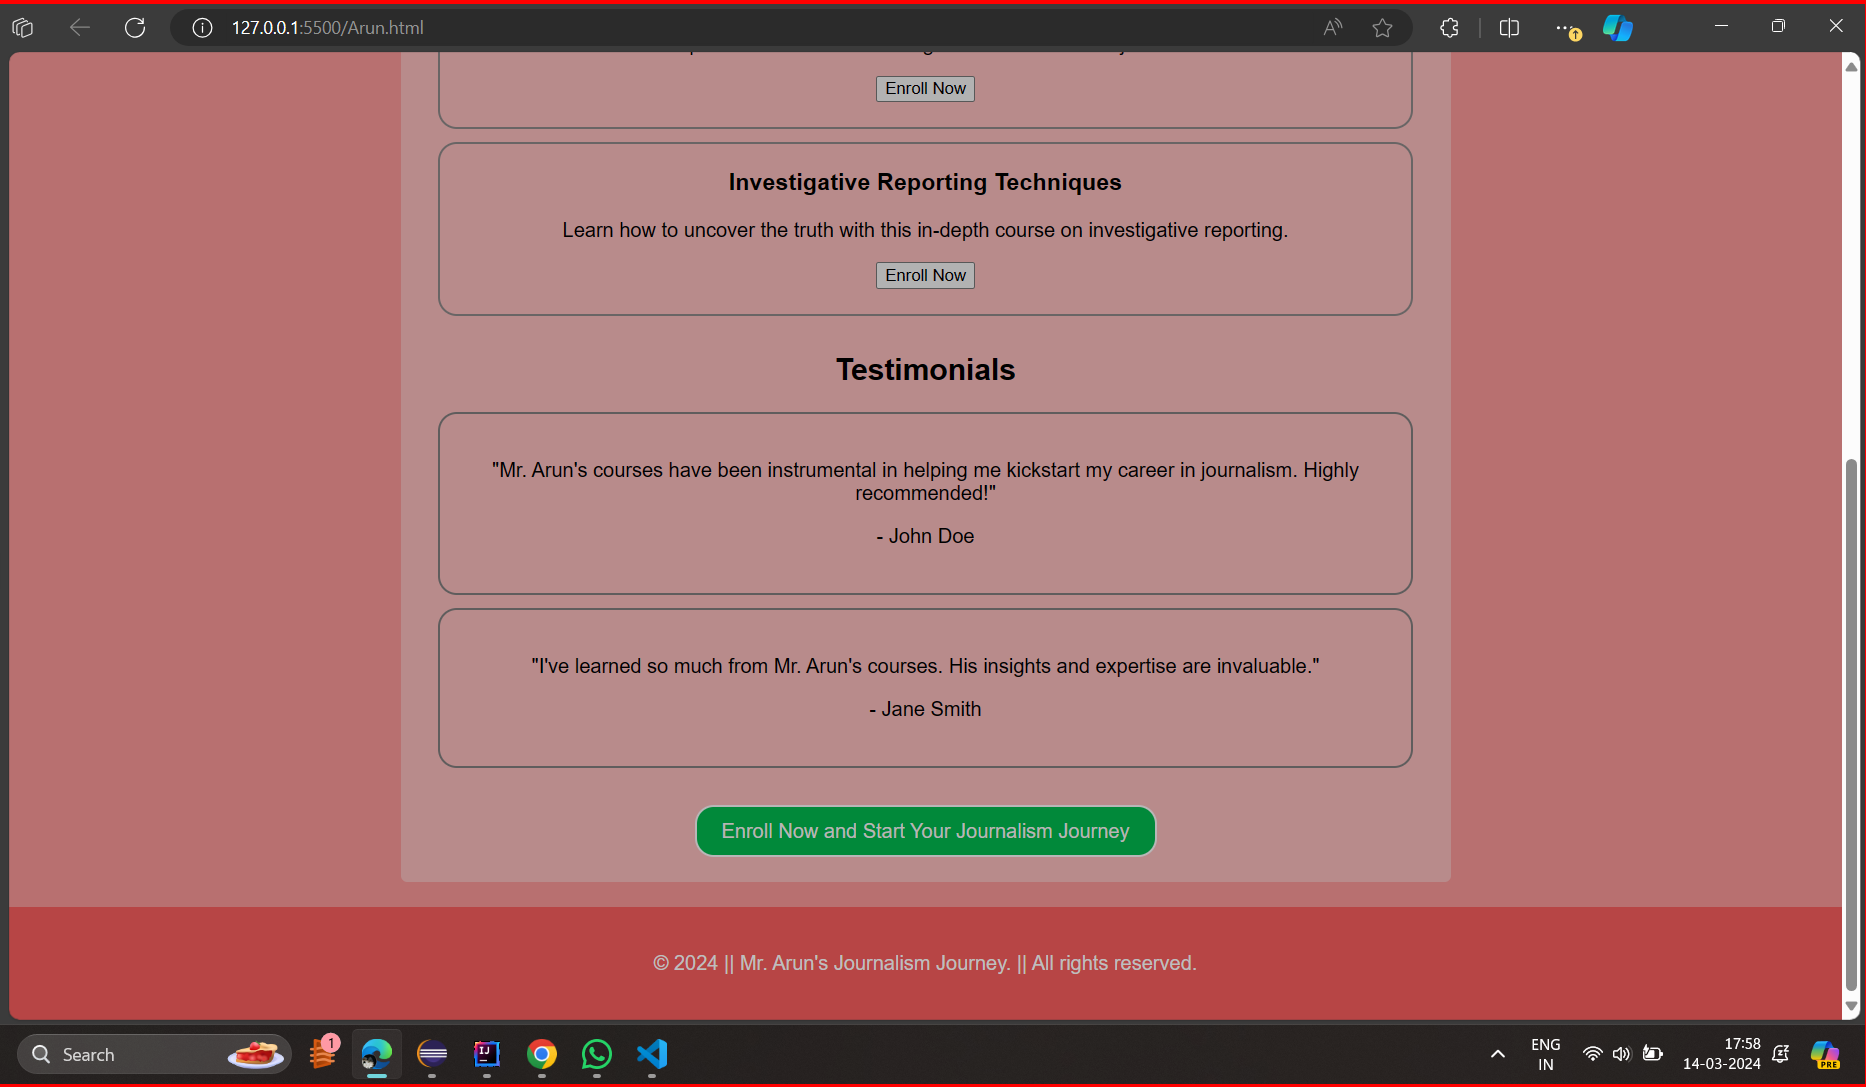 127.0.0.1:5500/Arun.html
Enroll Now
Investigative Reporting Techniques
Learn how to uncover the truth with this in-depth course on investigative reporting.
Enroll Now
Testimonials
"Mr. Arun's courses have been instrumental in helping me kickstart my career in journalism. Highly
recommended!"
- John Doe
"I've learned so much from Mr. Arun's courses. His insights and expertise are invaluable."
- Jane Smith
Enroll Now and Start Your Journalism Journey
© 2024 || Mr. Arun's Journalism Journey. || All rights reserved.
Search
1
IJ
ENG
IN
17:58
14-03-2024
PRE